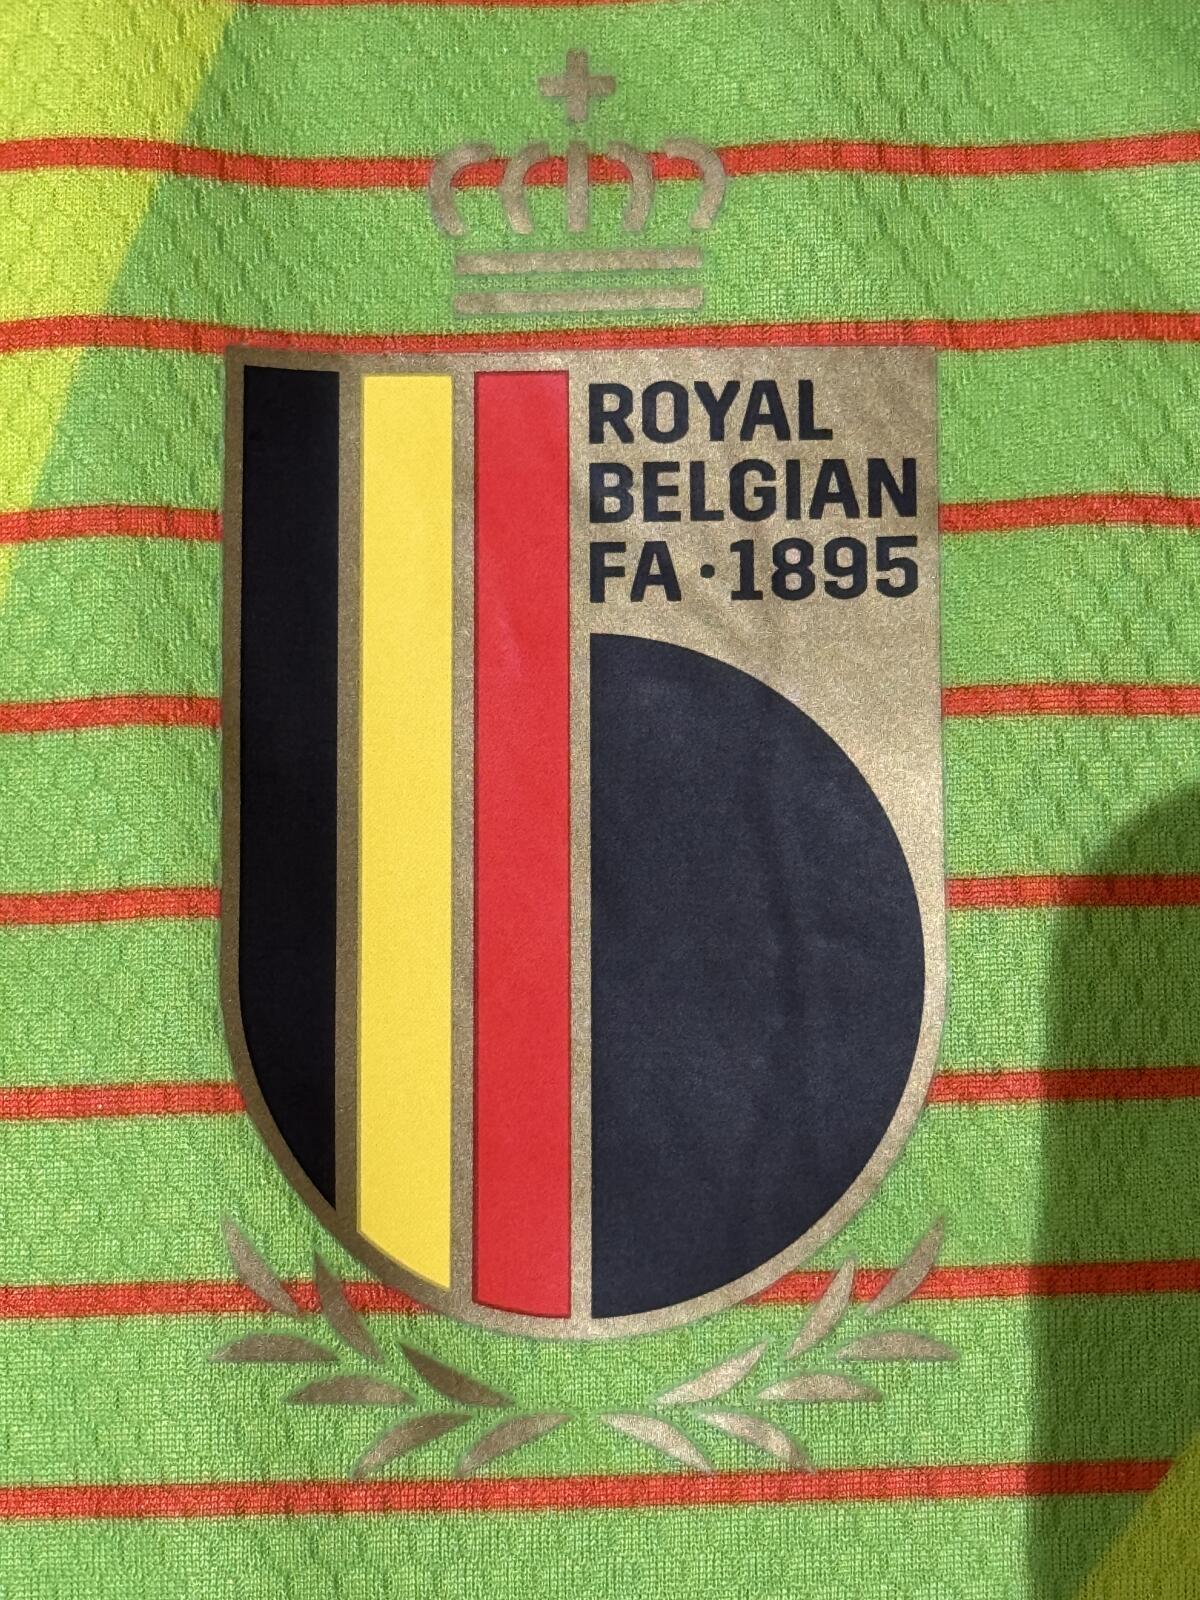 ROYAL
BELGIAN
FA · 1895